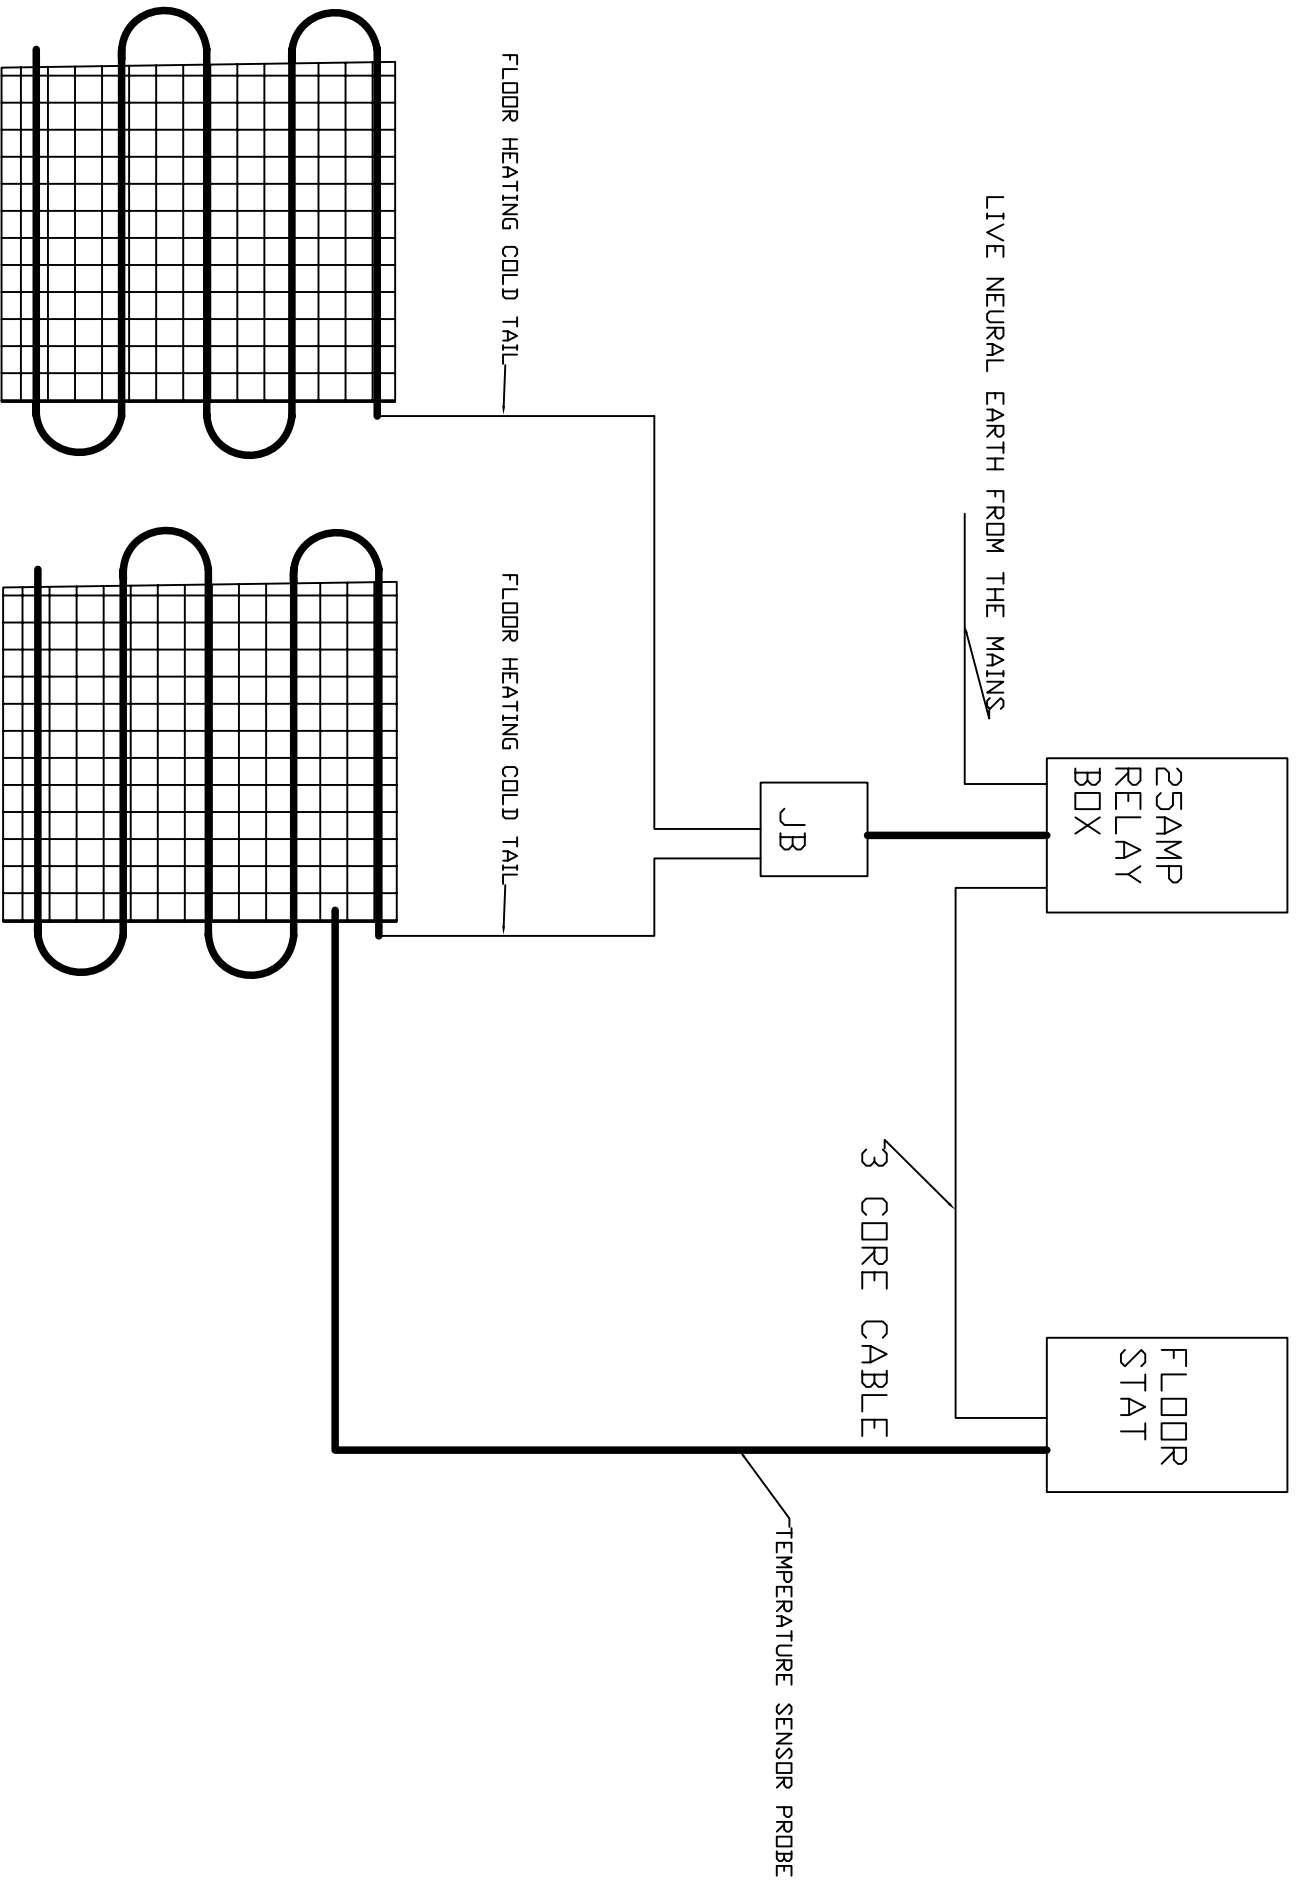 25AMP
RELAY
BOX
FLOOR
STAT
LIVE NEURAL EARTH FROM THE MAINS
3 CORE CABLE
JB
TEMPERATURE SENSOR PROBE
FLOOR HEATING COLD TAIL
FLOOR HEATING COLD TAIL